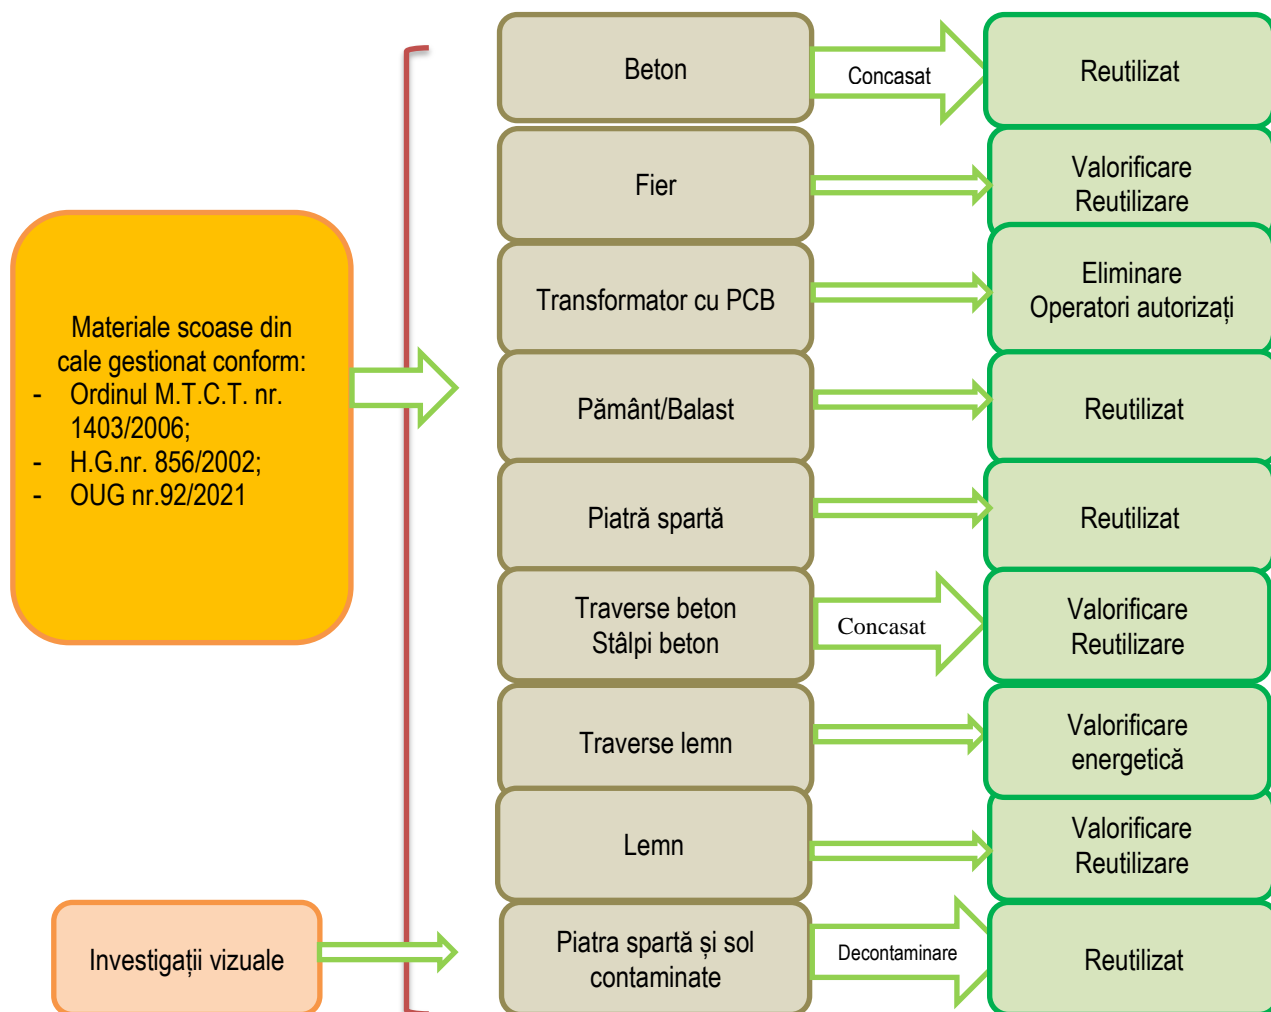 Materiale scoase din
cale gestionat conform:
- Ordinul M.T.C.T. nr.
1403/2006;
- H.G.nr. 856/2002;
- OUG nr.92/2021
Investigații vizuale
Beton
Concasat
Reutilizat
Fier
Valorificare
Reutilizare
Transformator cu PCB
Eliminare
Operatori autorizați
Pământ/Balast
Reutilizat
Piatră spartă
Reutilizat
Traverse beton
Stâlpi beton
Concasat
Valorificare
Reutilizare
Traverse lemn
Valorificare
energetică
Lemn
Valorificare
Reutilizare
Piatra spartă și sol
contaminate
Decontaminare
Reutilizat